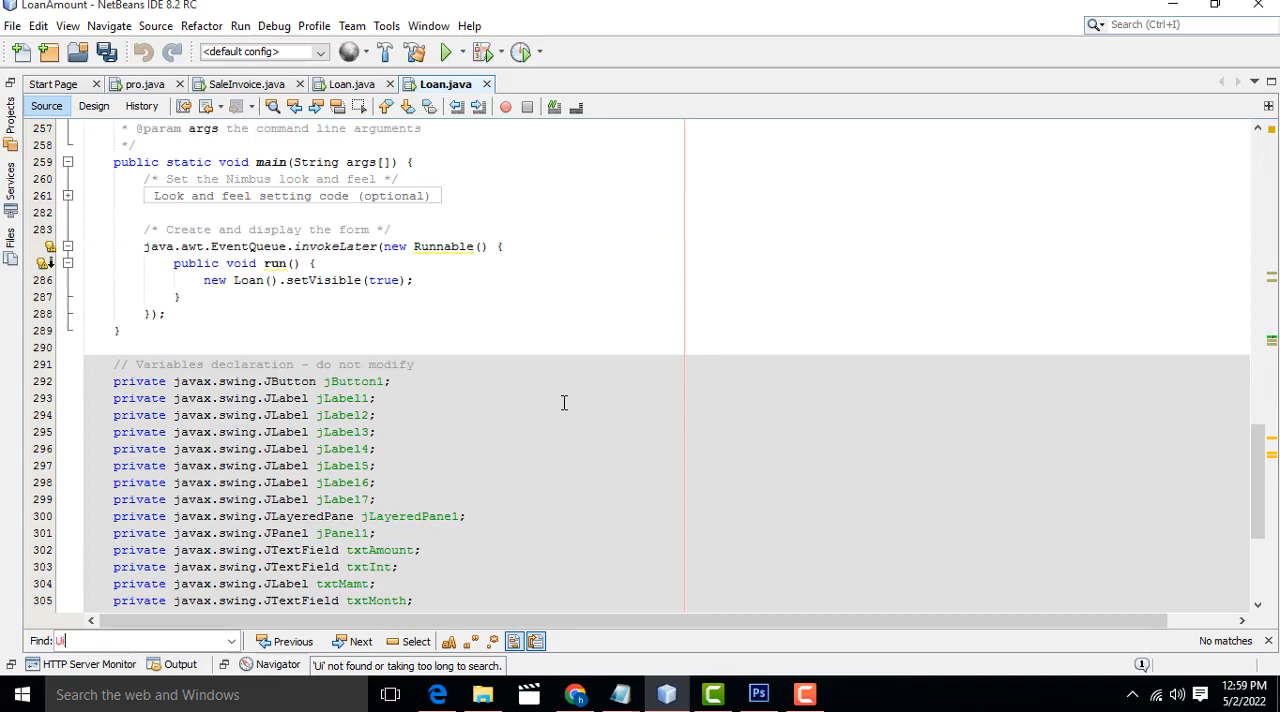 LoanAmount - NetBeans IDE 8.2 RC
File Edit View Navigate Source Refactor Run Debug Profile Team Tools Window Help
Search (Ctrl+I)
<default config>
Start Page pro.java SaleInvoice.java Loan.java Loan.java
Source Design History
257 * @param args the command line arguments
258 */
259 public static void main(String args[]) {
260 /* Set the Nimbus look and feel */
261 Look and feel setting code (optional)
282
283 /* Create and display the form */
java.awt.EventQueue.invokeLater(new Runnable() {
public void run() {
286 new Loan().setVisible(true);
287 }
288 });
289 }
290
291 // Variables declaration - do not modify
292 private javax.swing.JButton jButton1;
293 private javax.swing.JLabel jLabel1;
294 private javax.swing.JLabel jLabel2;
295 private javax.swing.JLabel jLabel3;
296 private javax.swing.JLabel jLabel4;
297 private javax.swing.JLabel jLabel5;
298 private javax.swing.JLabel jLabel6;
299 private javax.swing.JLabel jLabel7;
300 private javax.swing.JLayeredPane jLayeredPane1;
301 private javax.swing.JPanel jPanel1;
302 private javax.swing.JTextField txtAmount;
303 private javax.swing.JTextField txtInt;
304 private javax.swing.JLabel txtMamt;
305 private javax.swing.JTextField txtMonth;
Projects
Services
Files
Find: Ui Previous Next Select No matches
HTTP Server Monitor Output Navigator 'Ui' not found or taking too long to search. 1
Search the web and Windows
12:59 PM
5/2/2022